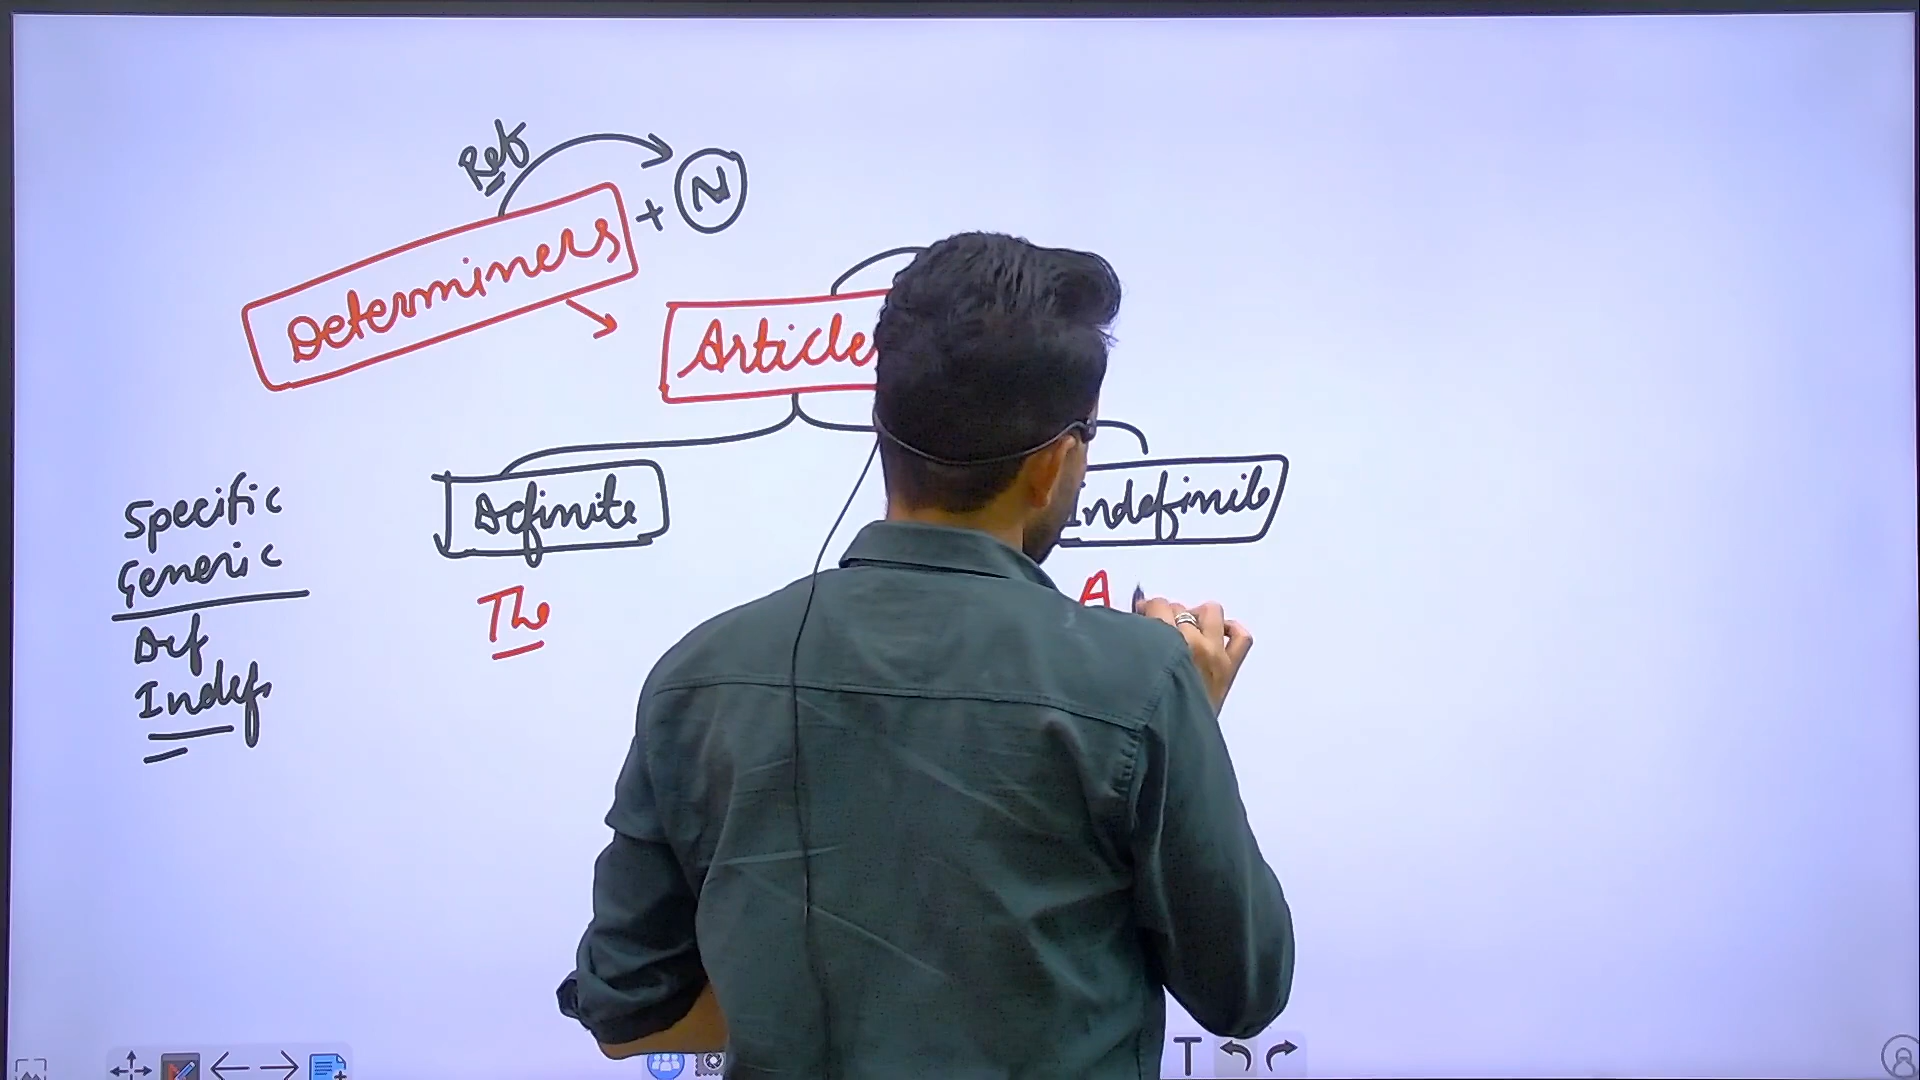 Ref
N
Determiners +
Article
Definite
Indefinite
Specific
Generic
Def
Indef
The
A
T